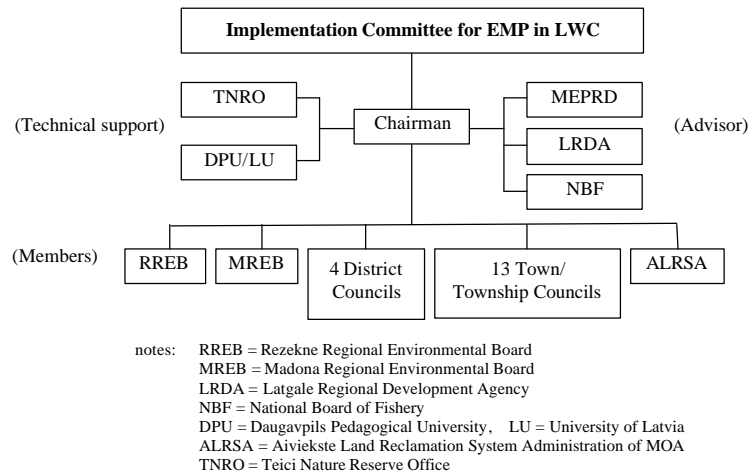 Implementation Committee for EMP in LWC
TNRO
MEPRD
(Technical support)
Chairman
(Advisor)
DPU/LU
LRDA
NBF
(Members)
RREB
MREB
4 District
Councils
13 Town/
Township Councils
ALRSA
notes: RREB = Rezekne Regional Environmental Board
MREB = Madona Regional Environmental Board
LRDA = Latgale Regional Development Agency
NBF = National Board of Fishery
DPU = Daugavpils Pedagogical University, LU = University of Latvia
ALRSA = Aiviekste Land Reclamation System Administration of MOA
TNRO = Teici Nature Reserve Office